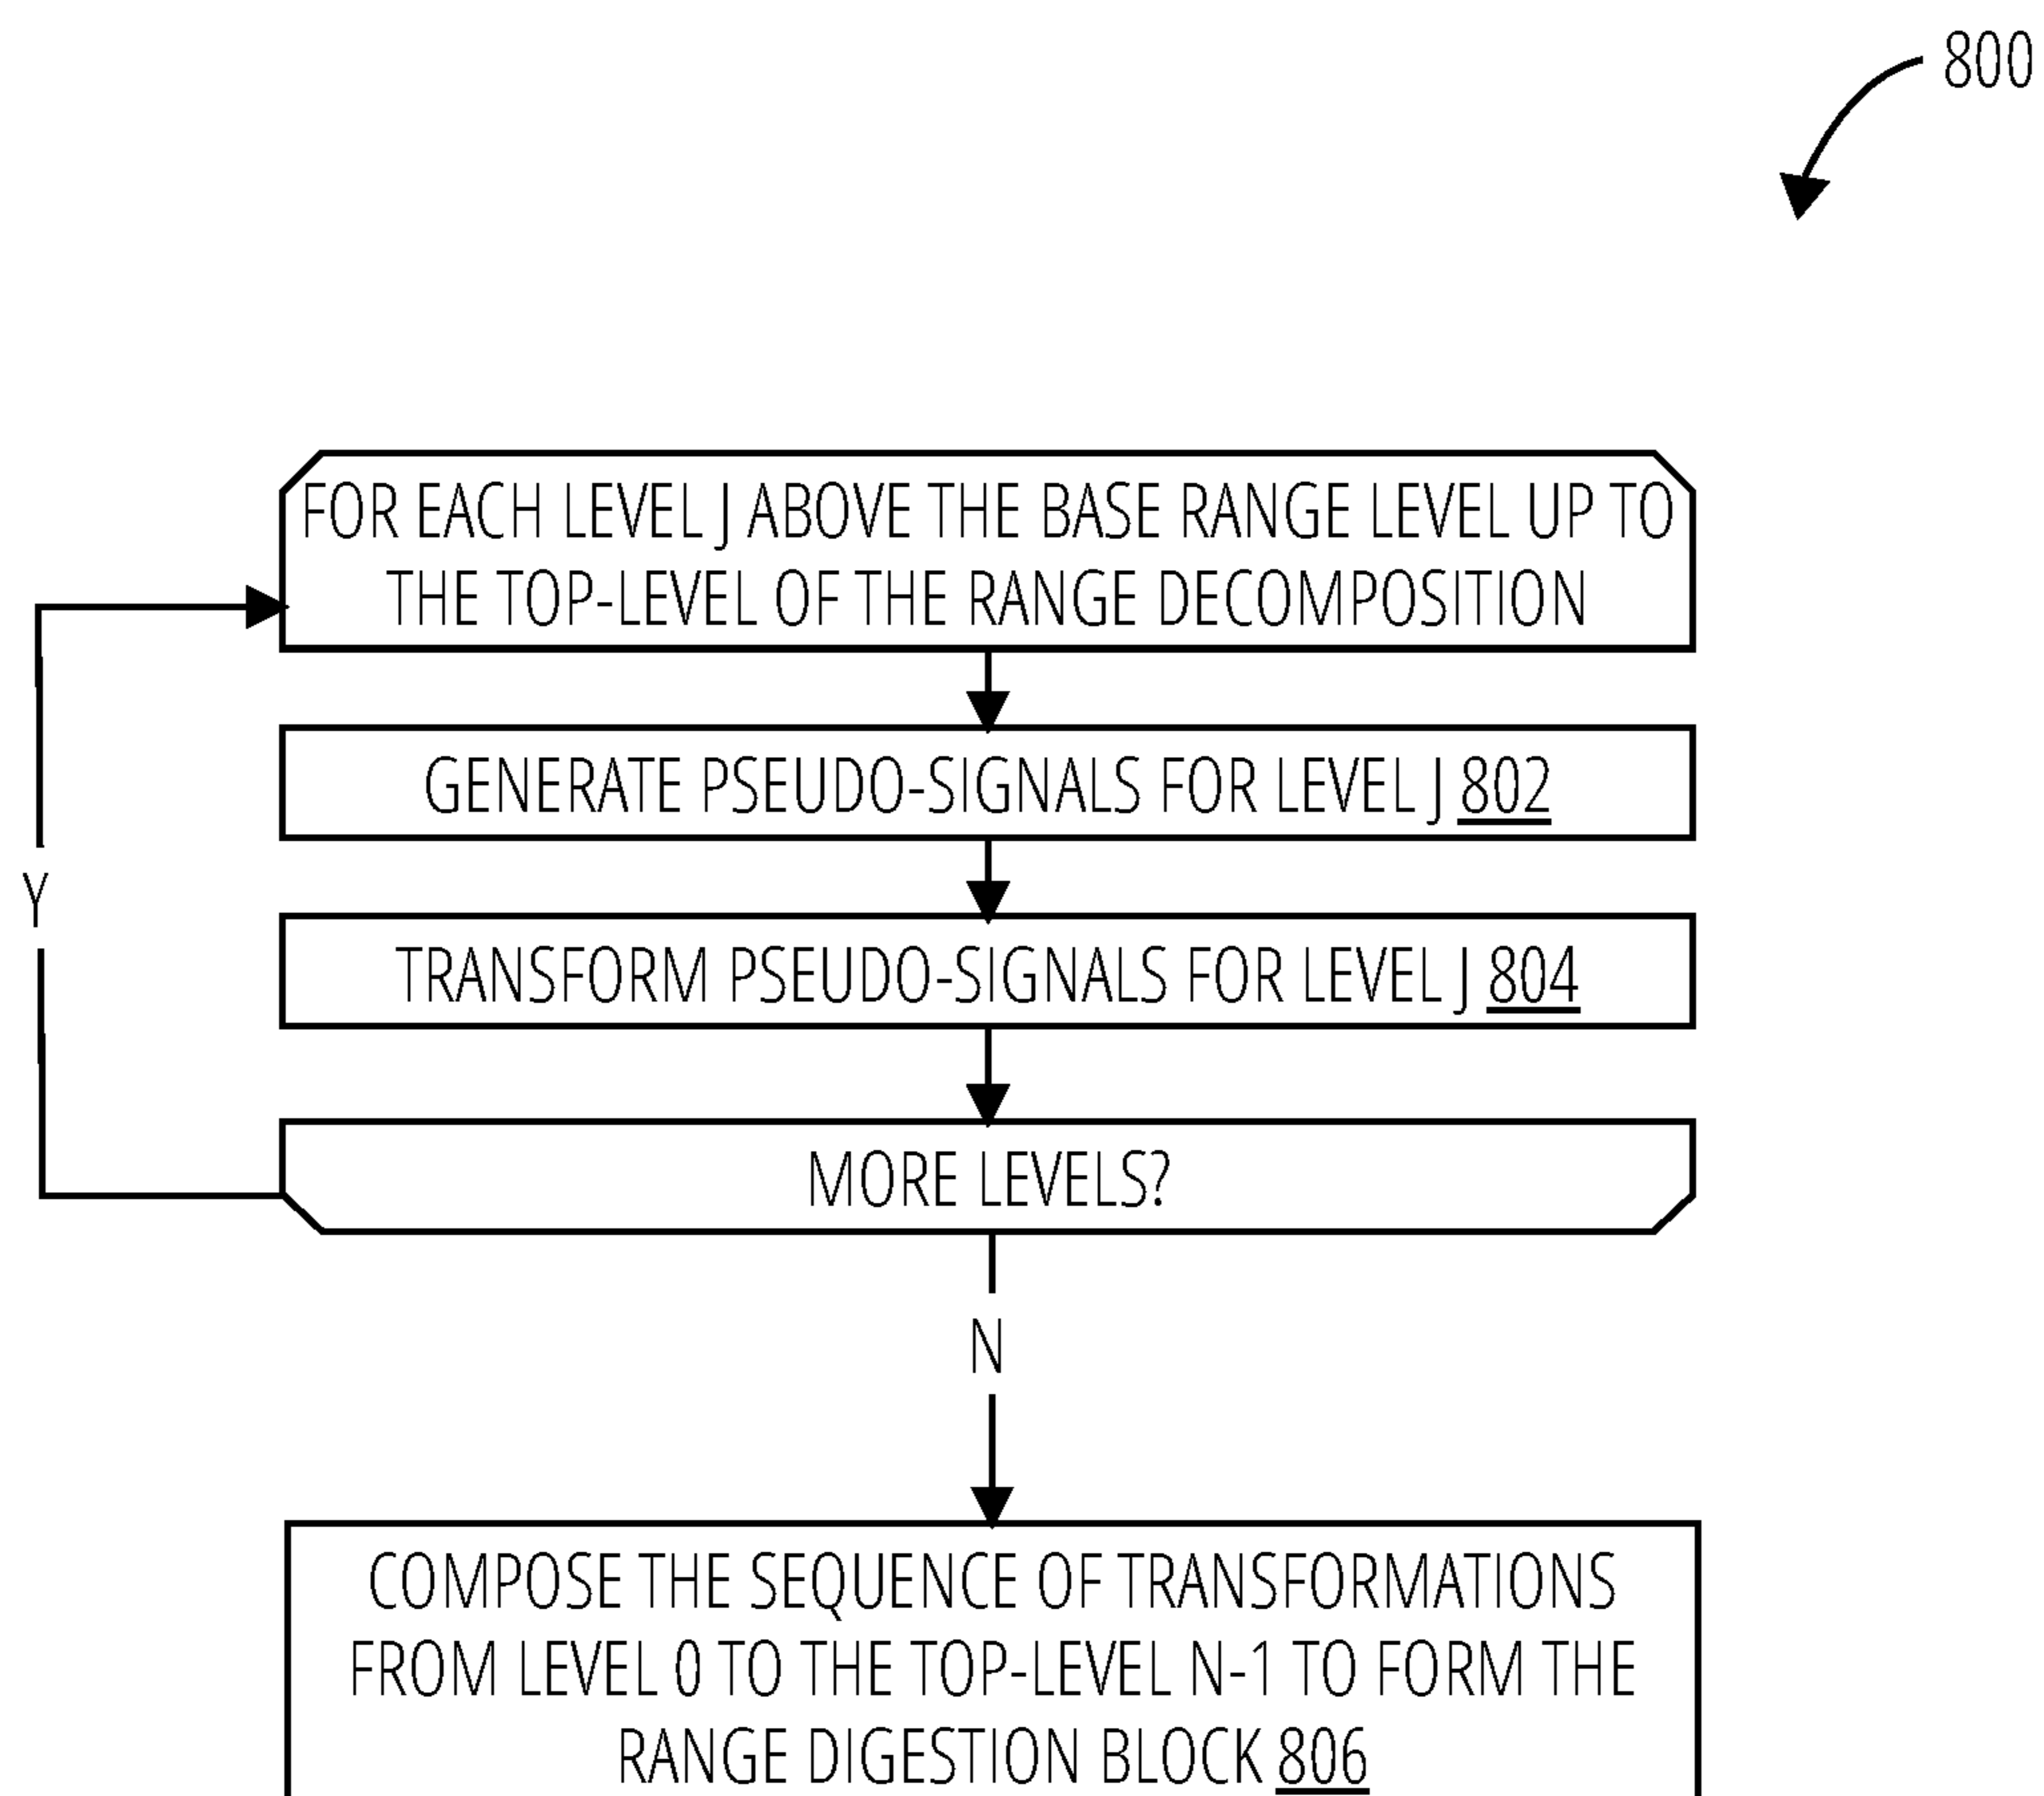 800
FOR EACH LEVEL J ABOVE THE BASE RANGE LEVEL UP TO
THE TOP-LEVEL OF THE RANGE DECOMPOSITION
GENERATE PSEUDO-SIGNALS FOR LEVEL J 802
Y
TRANSFORM PSEUDO-SIGNALS FOR LEVEL J 804
MORE LEVELS?
N
COMPOSE THE SEQUENCE OF TRANSFORMATIONS
FROM LEVEL 0 TO THE TOP-LEVEL N-1 TO FORM THE
RANGE DIGESTION BLOCK 806